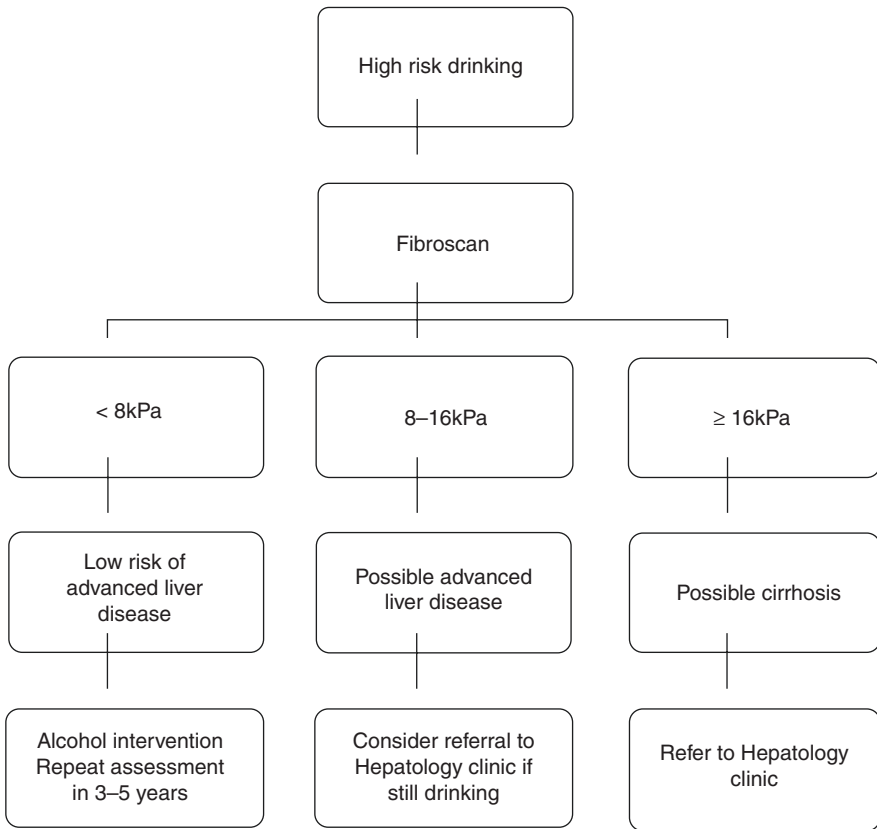 High risk drinking
Fibroscan
< 8kPa
8–16kPa
≥ 16kPa
Low risk of
advanced liver
disease
Possible advanced
liver disease
Possible cirrhosis
Alcohol intervention
Repeat assessment
in 3–5 years
Consider referral to
Hepatology clinic if
still drinking
Refer to Hepatology
clinic